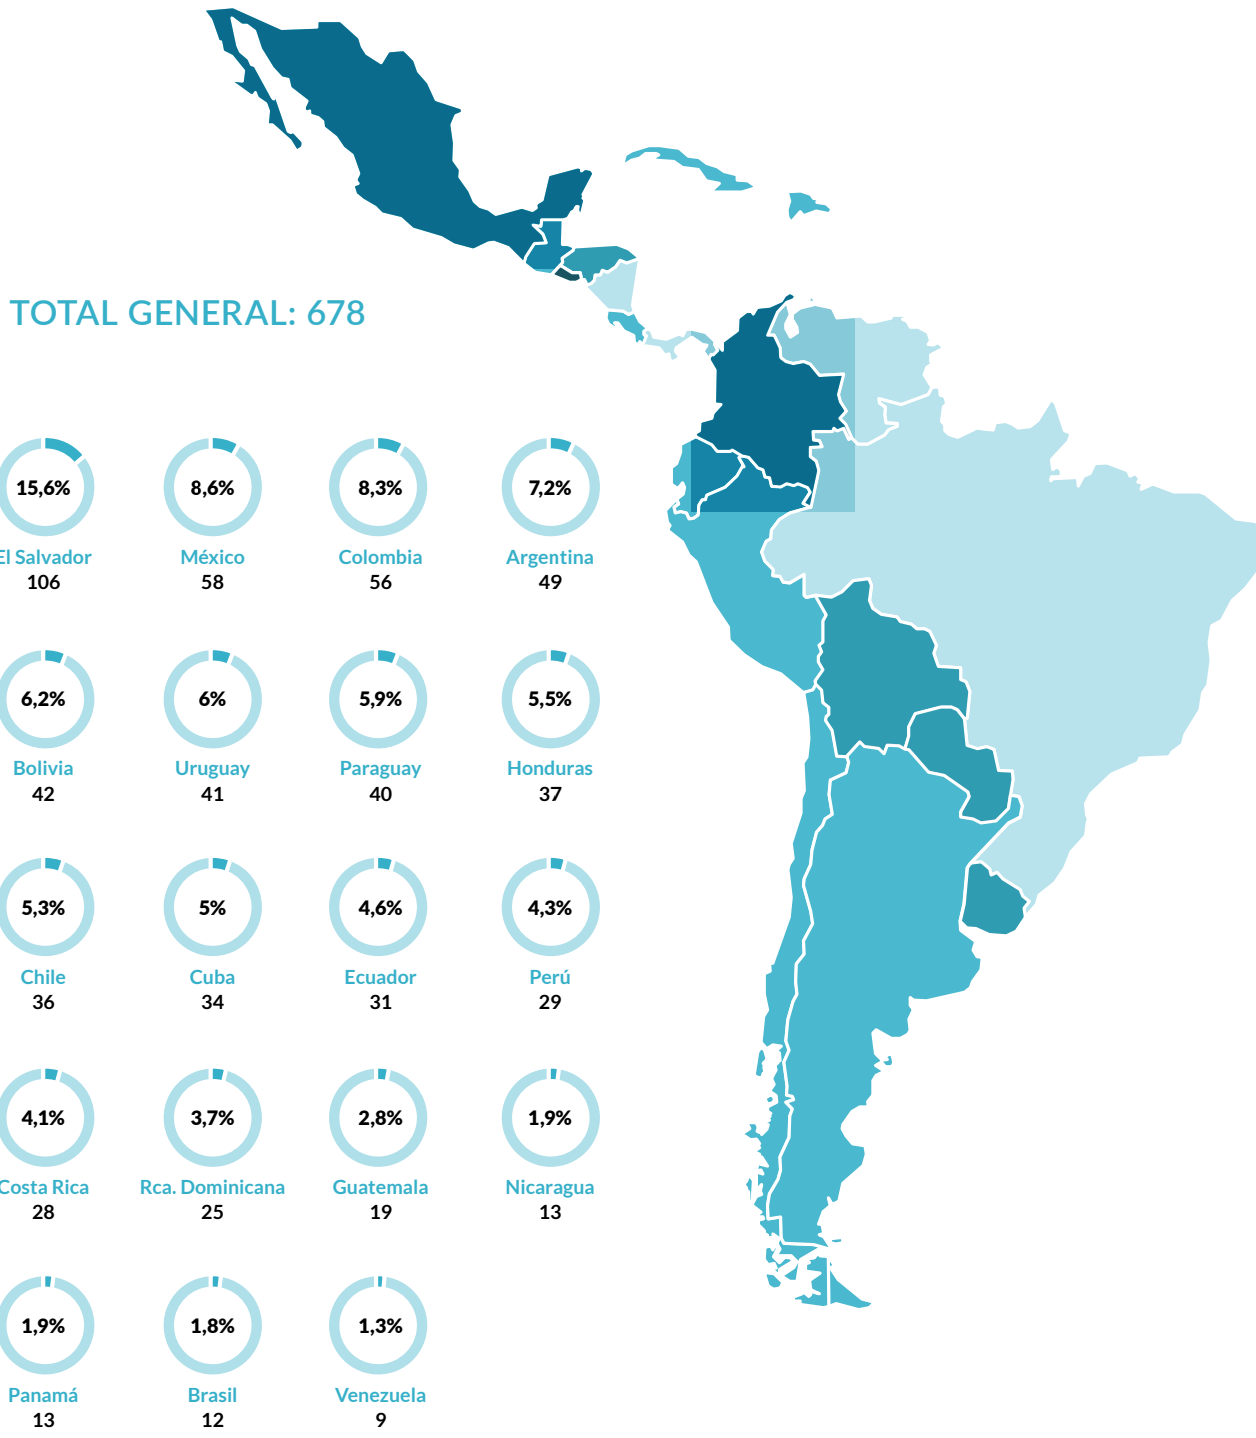 TOTAL GENERAL: 678
15,6%
8,6%
8,3%
7,2%
El Salvador
México
Colombia
Argentina
106
58
56
49
6,2%
6%
5,9%
5,5%
Bolivia
Uruguay
Paraguay
Honduras
42
41
40
37
5,3%
5%
4,6%
4,3%
Chile
Cuba
Ecuador
Perú
36
34
31
29
4,1%
3,7%
2,8%
1,9%
Costa Rica
Rca. Dominicana
Guatemala
Nicaragua
28
25
19
13
1,9%
1,8%
1,3%
Panamá
Brasil
Venezuela
13
12
9